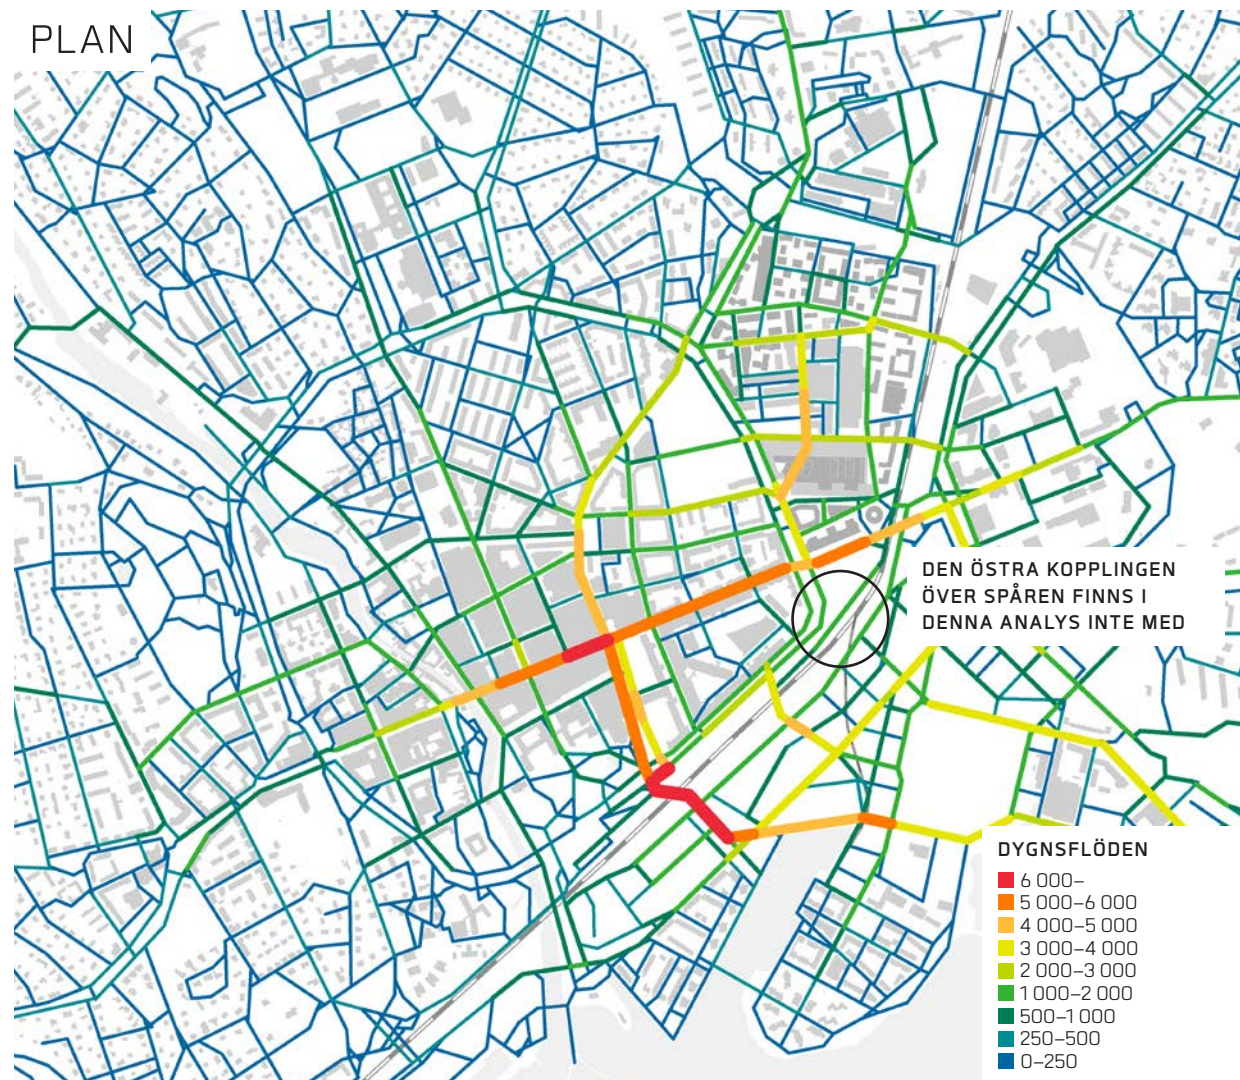 PLAN
DEN ÖSTRA KOPPLINGEN
ÖVER SPÅREN FINNS I
DENNA ANALYS INTE MED
DYGNSFLÖDEN
6 000–
5 000–6 000
4 000–5 000
3 000–4 000
2 000–3 000
1 000–2 000
500–1 000
250–500
0–250